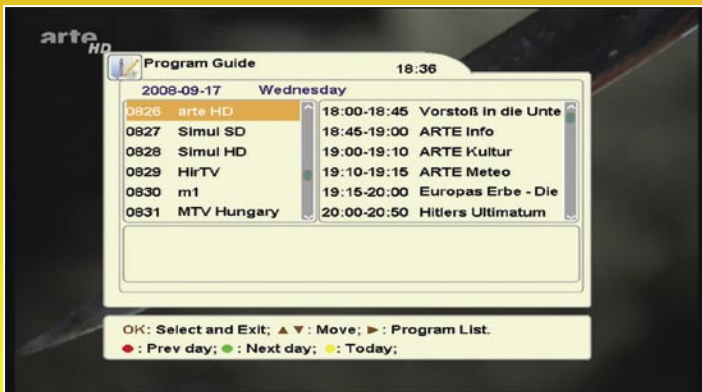 arte HD
Program Guide 18:36
2008-09-17 Wednesday
0826 arte HD 18:00-18:45 Vorstoß in die Unte
0827 Simul SD 18:45-19:00 ARTE Info
0828 Simul HD 19:00-19:10 ARTE Kultur
0829 HirTV 19:10-19:15 ARTE Meteo
0830 m1 19:15-20:00 Europas Erbe - Die
0831 MTV Hungary 20:00-20:50 Hitlers Ultimatum
OK: Select and Exit; ▲▼: Move; ►: Program List.
●: Prev day; ●: Next day; ●: Today;